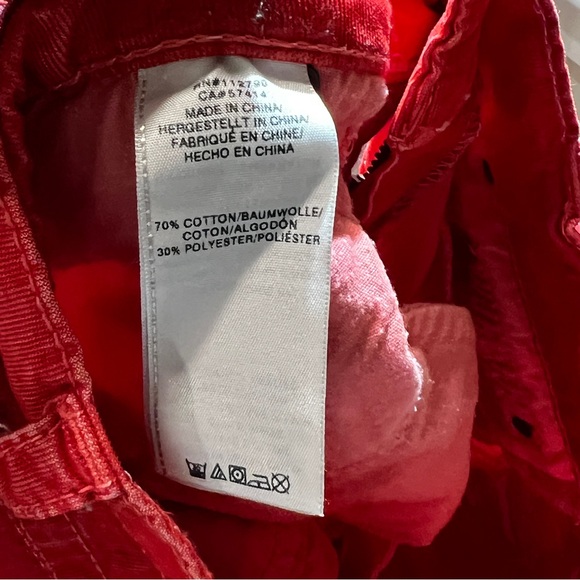 RN#112790
CA#57414
MADE IN CHINA/
HERGESTELLT IN CHINA/
FABRIQUÉ EN CHINE/
HECHO EN CHINA
70% COTTON/BAUMWOLLE/
COTON/ALGODÓN
30% POLYESTER/POLIÉSTER